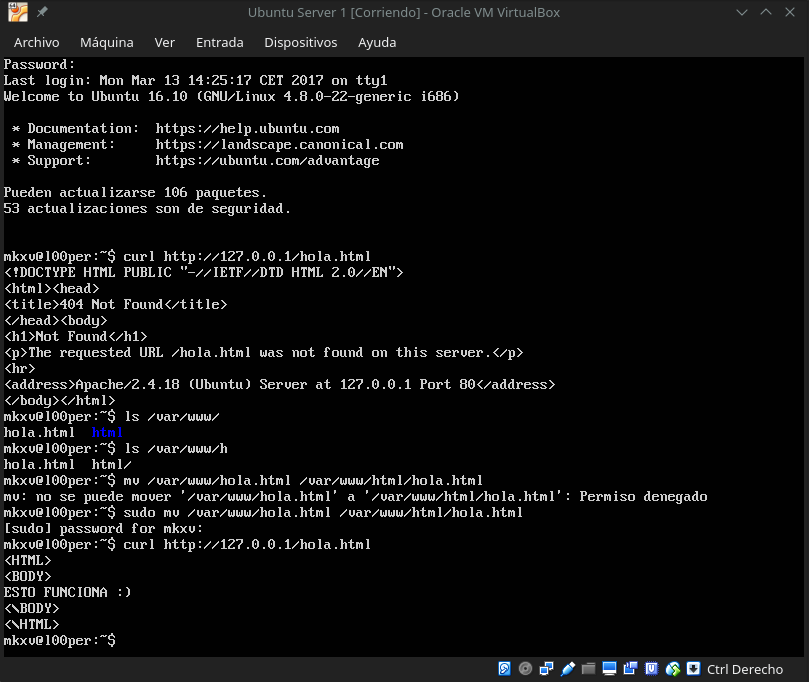 Ubuntu Server 1 [Corriendo] - Oracle VM VirtualBox
Archivo Máquina Ver Entrada Dispositivos Ayuda
Password:
Last login: Mon Mar 13 14:25:17 CET 2017 on tty1
Welcome to Ubuntu 16.10 (GNU/Linux 4.8.0-22-generic i686)
* Documentation: https://help.ubuntu.com
* Management: https://landscape.canonical.com
* Support: https://ubuntu.com/advantage
Pueden actualizarse 106 paquetes.
53 actualizaciones son de seguridad.
mkxv@l00per:~$ curl http://127.0.0.1/hola.html
<!DOCTYPE HTML PUBLIC "-//IETF//DTD HTML 2.0//EN">
<html><head>
<title>404 Not Found</title>
</head><body>
<h1>Not Found</h1>
<p>The requested URL /hola.html was not found on this server.</p>
<hr>
<address>Apache/2.4.18 (Ubuntu) Server at 127.0.0.1 Port 80</address>
</body></html>
mkxv@l00per:~$ ls /var/www/
hola.html html
mkxv@l00per:~$ ls /var/www/h
hola.html html/
mkxv@l00per:~$ mv /var/www/hola.html /var/www/html/hola.html
mv: no se puede mover '/var/www/hola.html' a '/var/www/html/hola.html': Permiso denegado
mkxv@l00per:~$ sudo mv /var/www/hola.html /var/www/html/hola.html
[sudo] password for mkxv:
mkxv@l00per:~$ curl http://127.0.0.1/hola.html
<HTML>
<BODY>
ESTO FUNCIONA :)
<\BODY>
<\HTML>
mkxv@l00per:~$
Ctrl Derecho